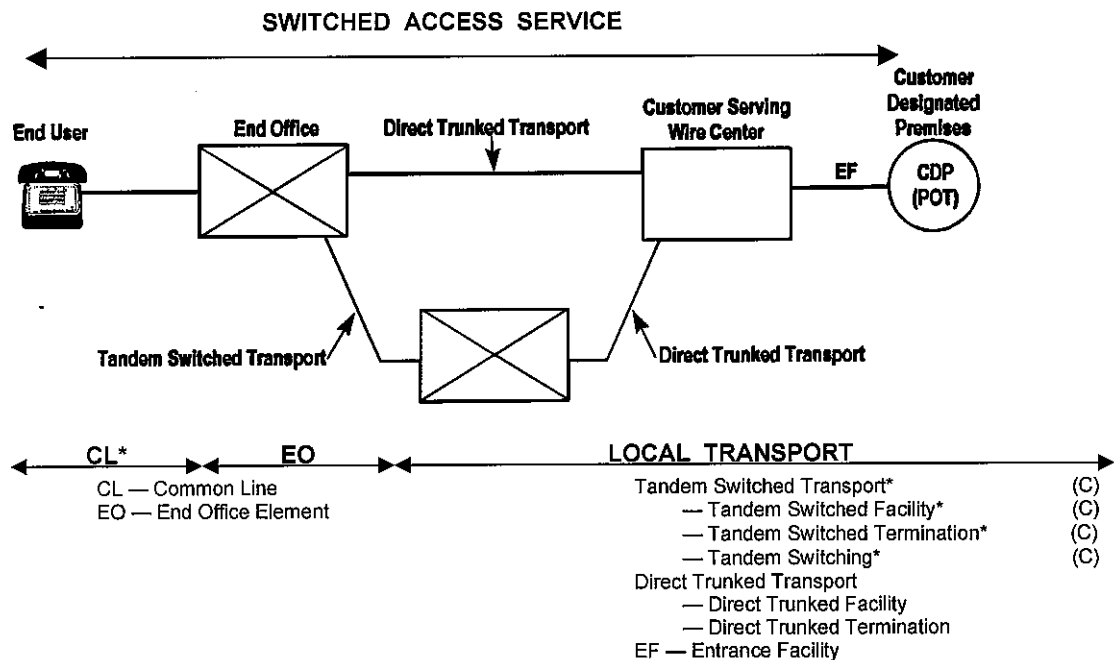 SWITCHED ACCESS SERVICE
Customer
Designated
Premises
Customer Serving
Wire Center
End User
End Office
Direct Trunked Transport
EF
CDP
(POT)
Tandem Switched Transport
Direct Trunked Transport
CL*
EO
LOCAL TRANSPORT
CL — Common Line
EO — End Office Element
Tandem Switched Transport* (C)
— Tandem Switched Facility* (C)
— Tandem Switched Termination* (C)
— Tandem Switching* (C)
Direct Trunked Transport
— Direct Trunked Facility
— Direct Trunked Termination
EF — Entrance Facility